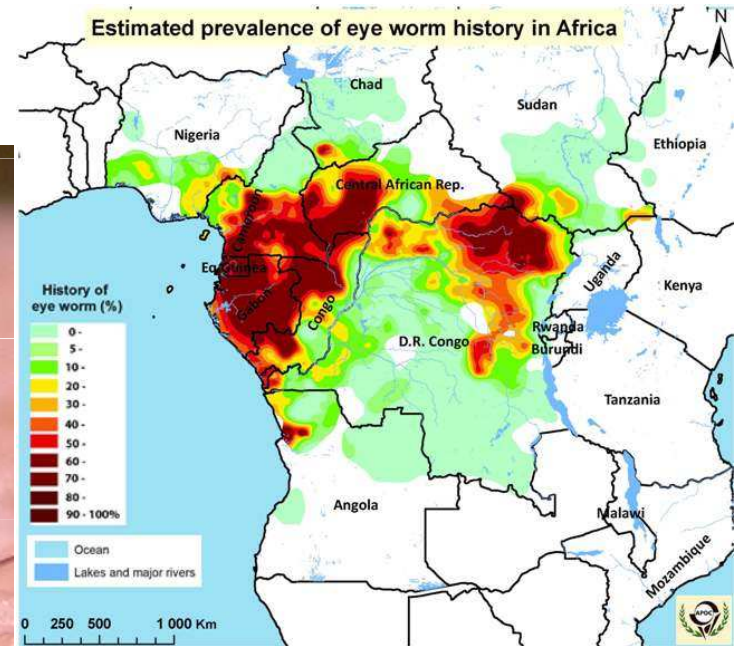 Estimated prevalence of eye worm history in Africa
N
Chad
Sudan
Nigeria
Ethiopia
Central African Rep.
Cameroon
Eq.Guinea
Gabon
Congo
Uganda
Kenya
D.R. Congo
Rwanda
Burundi
Tanzania
Angola
Malawi
Mozambique
History of
eye worm (%)
0 -
5 -
10 -
20 -
30 -
40 -
50 -
60 -
70 -
80 -
90 - 100%
Ocean
Lakes and major rivers
0 250 500 1 000 Km
APOC